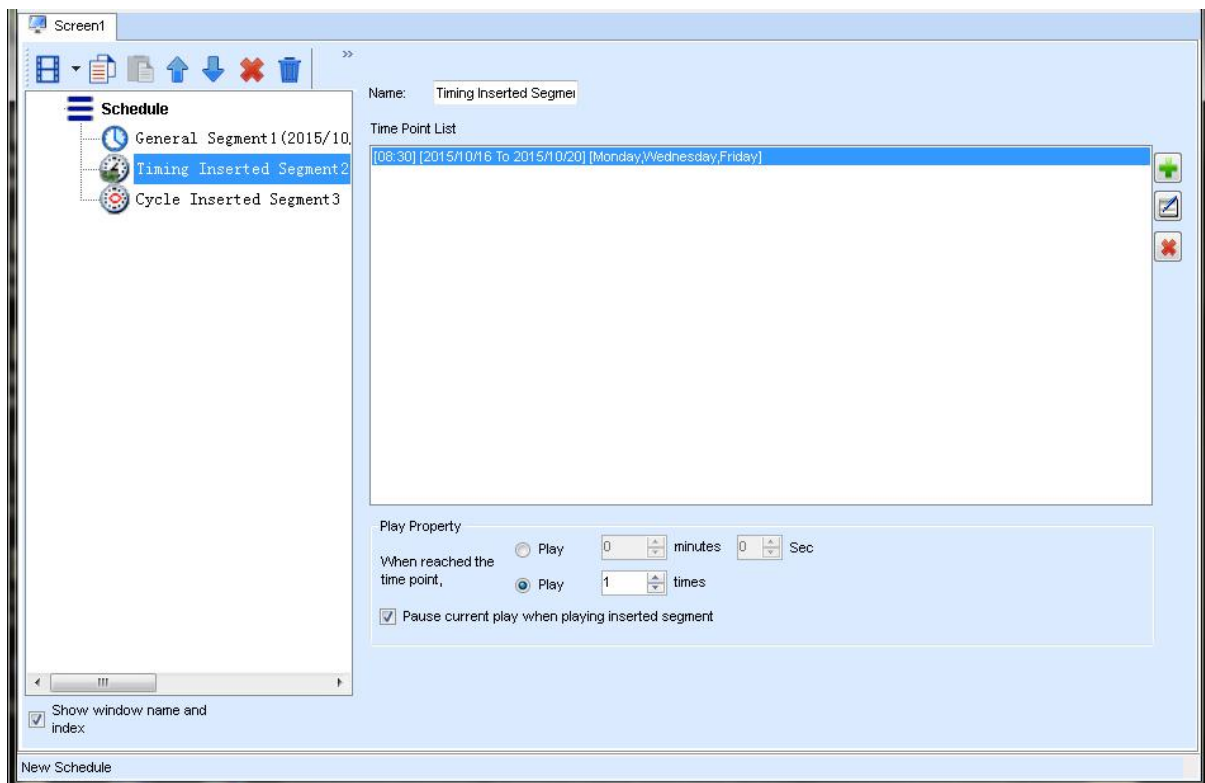 Screen1
»
Schedule
General Segment1(2015/10.
Timing Inserted Segment2
Cycle Inserted Segment3
Show window name and
index
Name: Timing Inserted Segmer
Time Point List
[08:30] [2015/10/16 To 2015/10/20] [Monday,Wednesday,Friday]
Play Property
When reached the
time point,
Play 0 minutes 0 Sec
Play 1 times
Pause current play when playing inserted segment
New Schedule